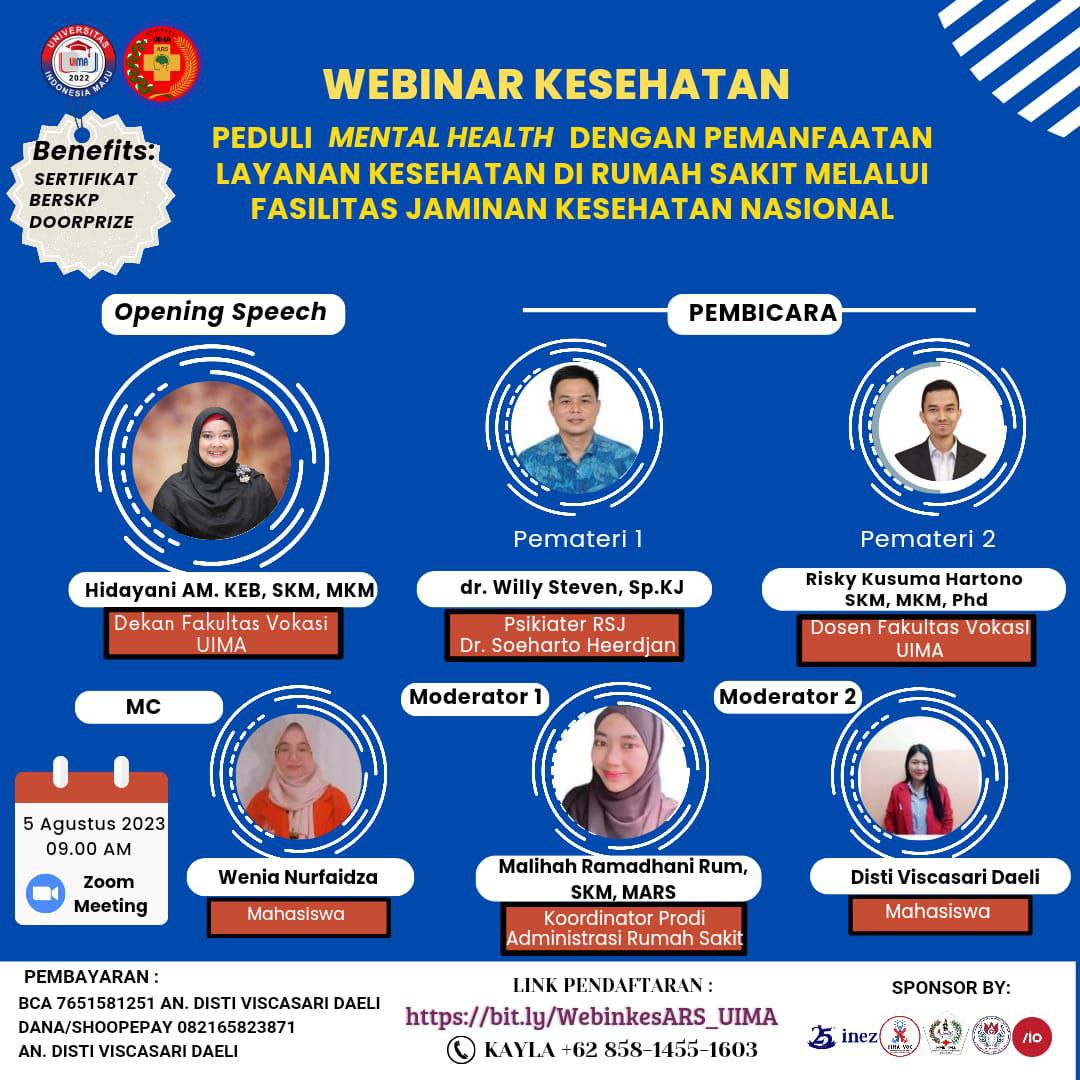 UNIVERSITAS
UIMA
2022
INDONESIA MAJU
ARS
WEBINAR KESEHATAN
PEDULI MENTAL HEALTH DENGAN PEMANFAATAN
LAYANAN KESEHATAN DI RUMAH SAKIT MELALUI
FASILITAS JAMINAN KESEHATAN NASIONAL
Benefits:
SERTIFIKAT
BERSKP
DOORPRIZE
Opening Speech
PEMBICARA
Pemateri 1
Pemateri 2
Hidayani AM. KEB, SKM, MKM
Dekan Fakultas Vokasi
UIMA
dr. Willy Steven, Sp.KJ
Psikiater RSJ
Dr. Soeharto Heerdjan
Risky Kusuma Hartono
SKM, MKM, Phd
Dosen Fakultas Vokasi
UIMA
MC
Moderator 1
Moderator 2
5 Agustus 2023
09.00 AM
Zoom
Meeting
Wenia Nurfaidza
Mahasiswa
Malihah Ramadhani Rum,
SKM, MARS
Koordinator Prodi
Administrasi Rumah Sakit
Disti Viscasari Daeli
Mahasiswa
PEMBAYARAN :
BCA 7651581251 AN. DISTI VISCASARI DAELI
DANA/SHOOPEPAY 082165823871
AN. DISTI VISCASARI DAELI
LINK PENDAFTARAN :
https://bit.ly/WebinkesARS_UIMA
KAYLA +62 858-1455-1603
SPONSOR BY:
25 inez
/io